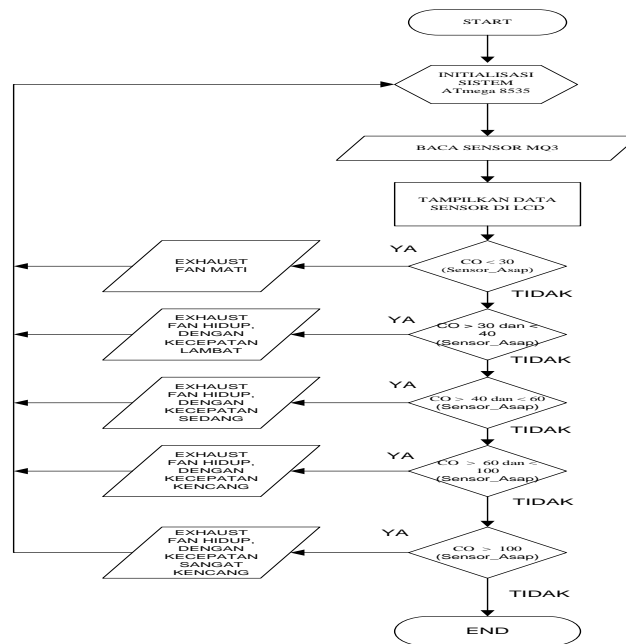 START
INITIALISASI
SISTEM
ATmega 8535
BACA SENSOR MQ3
TAMPILKAN DATA
SENSOR DI LCD
CO < 30
(Sensor_Asap)
YA
EXHAUST
FAN MATI
TIDAK
CO > 30 dan <
40
(Sensor_Asap)
YA
EXHAUST
FAN HIDUP,
DENGAN
KECEPATAN
LAMBAT
TIDAK
CO > 40 dan < 60
(Sensor_Asap)
YA
EXHAUST
FAN HIDUP,
DENGAN
KECEPATAN
SEDANG
TIDAK
CO > 60 dan <
100
(Sensor_Asap)
YA
EXHAUST
FAN HIDUP,
DENGAN
KECEPATAN
KENCANG
TIDAK
CO > 100
(Sensor_Asap)
YA
EXHAUST
FAN HIDUP,
DENGAN
KECEPATAN
SANGAT
KENCANG
TIDAK
END